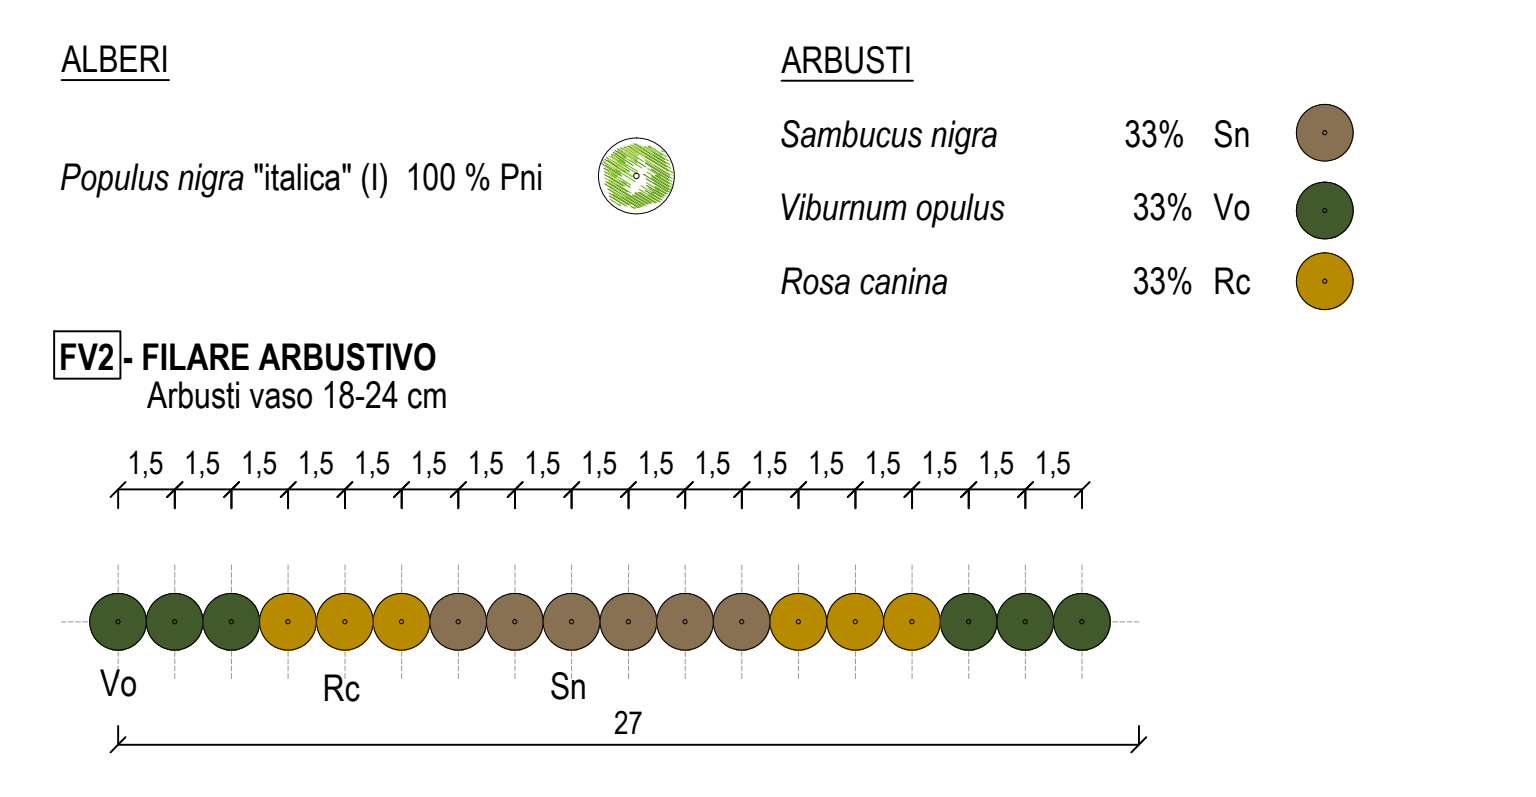 ALBERI
Populus nigra "italica" (I) 100 % Pni
ARBUSTI
Sambucus nigra 33% Sn
Viburnum opulus 33% Vo
Rosa canina 33% Rc
FV2 - FILARE ARBUSTIVO
Arbusti vaso 18-24 cm
1,5 1,5 1,5 1,5 1,5 1,5 1,5 1,5 1,5 1,5 1,5 1,5 1,5 1,5 1,5 1,5 1,5
Vo Rc Sn
27